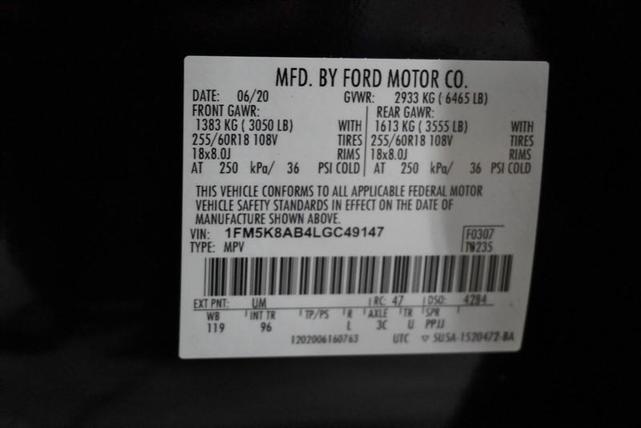 MFD. BY FORD MOTOR CO.
DATE: 06/20 GVWR: 2933 KG ( 6465 LB)
FRONT GAWR: REAR GAWR:
1383 KG ( 3050 LB) WITH 1613 KG ( 3555 LB) WITH
255/60R18 108V TIRES 255/60R18 108V TIRES
18x8.0J RIMS 18x8.0J RIMS
AT 250 kPa/ 36 PSI COLD AT 250 kPa/ 36 PSI COLD
THIS VEHICLE CONFORMS TO ALL APPLICABLE FEDERAL MOTOR
VEHICLE SAFETY STANDARDS IN EFFECT ON THE DATE OF
MANUFACTURE SHOWN ABOVE.
VIN: 1FM5K8AB4LGC49147 F0307
TYPE: MPV TW235
EXT PNT: UM RC: 47 DSO: 4284
WB INT TR TP/PS R AXLE TR SPR
119 96 L 3C U PPJJ
1202006160763 UTC ▽ 5USA-1520472-BA